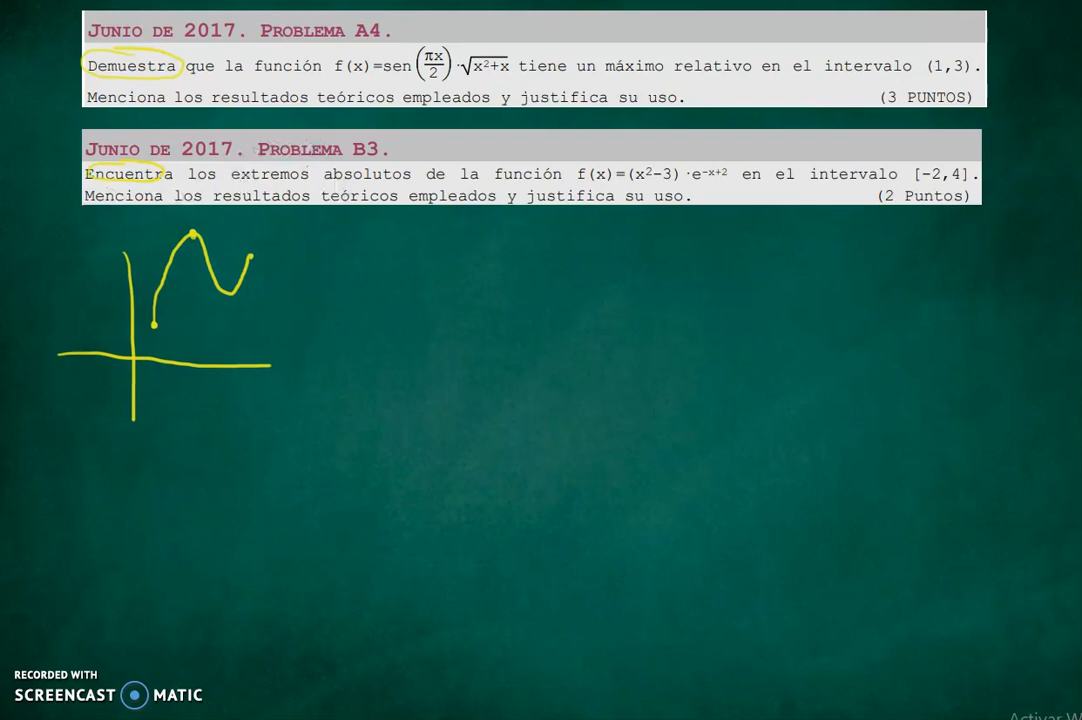 JUNIO DE 2017. PROBLEMA A4.
Demuestra que la función f(x)=sen(πx/2)·√x²+x tiene un máximo relativo en el intervalo (1,3).
Menciona los resultados teóricos empleados y justifica su uso. (3 PUNTOS)
JUNIO DE 2017. PROBLEMA B3.
Encuentra los extremos absolutos de la función f(x)=(x²−3)·e⁻ˣ⁺² en el intervalo [-2,4].
Menciona los resultados teóricos empleados y justifica su uso. (2 Puntos)
RECORDED WITH
SCREENCAST MATIC